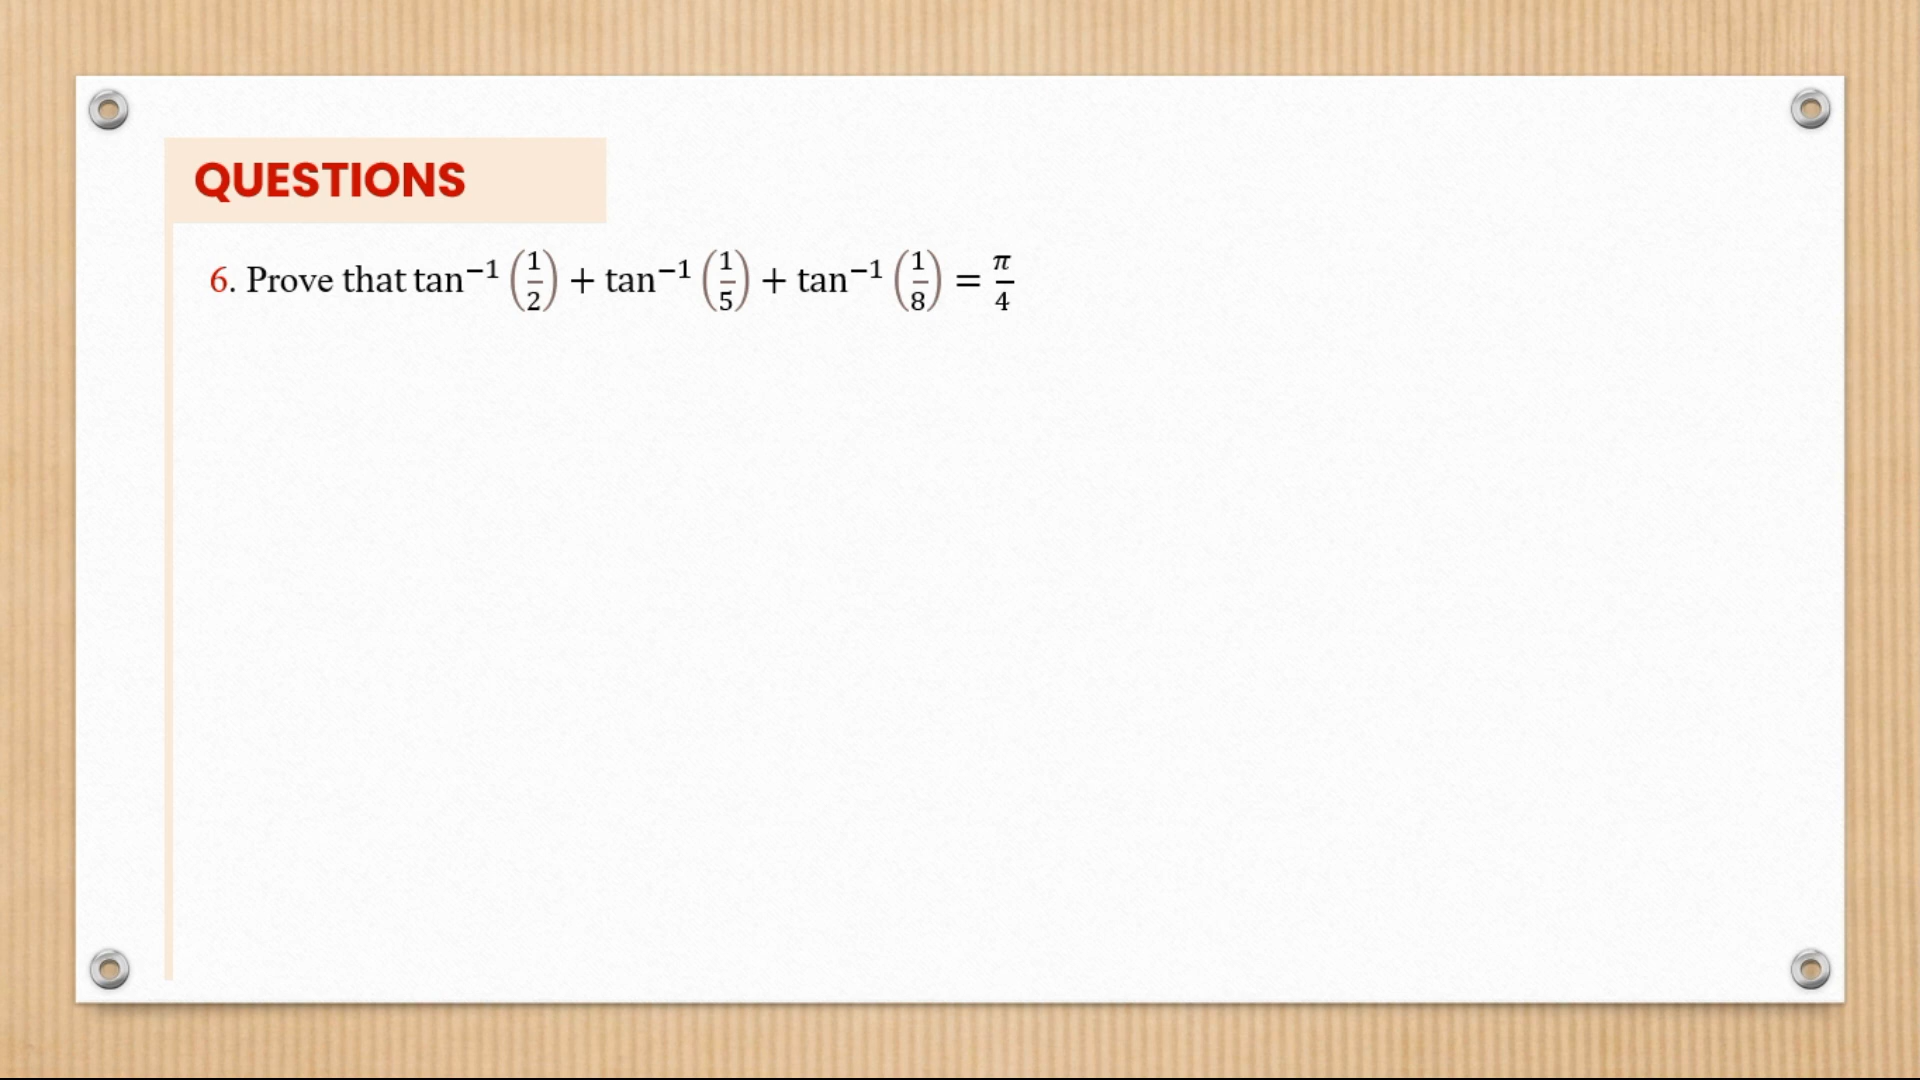 QUESTIONS
6. Prove that tan⁻¹ (1/2) + tan⁻¹ (1/5) + tan⁻¹ (1/8) = π/4